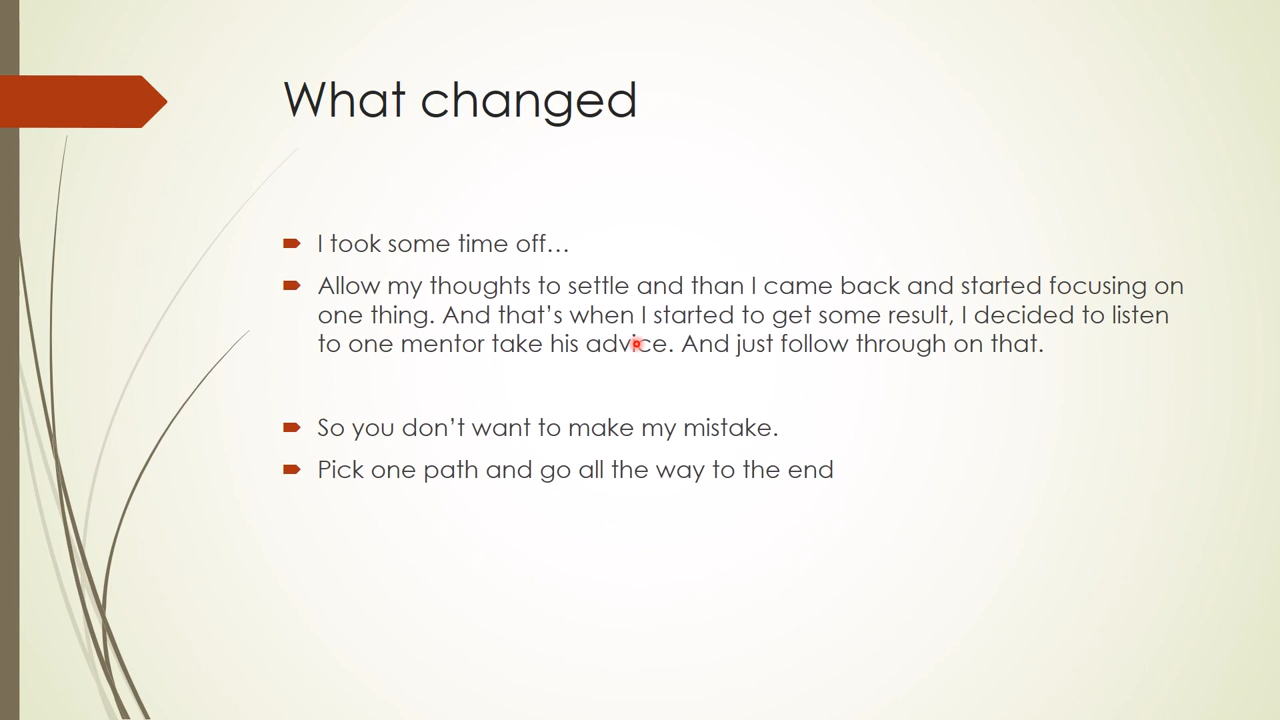 What changed
I took some time off…
Allow my thoughts to settle and than I came back and started focusing on
one thing. And that’s when I started to get some result, I decided to listen
to one mentor take his advice. And just follow through on that.
So you don’t want to make my mistake.
Pick one path and go all the way to the end